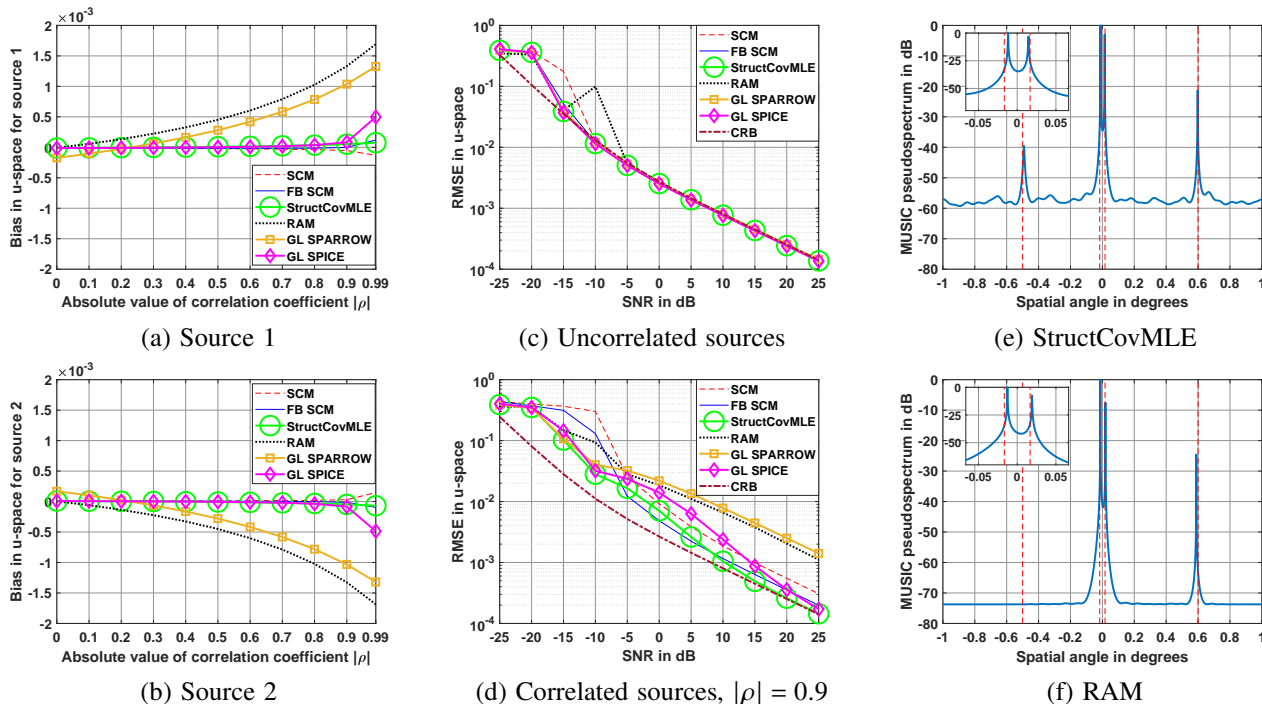 ×10⁻³
2
1.5
1
0.5
0
-0.5
-1
-1.5
-2
Bias in u-space for source 1
SCM
FB SCM
StructCovMLE
RAM
GL SPARROW
GL SPICE
0 0.1 0.2 0.3 0.4 0.5 0.6 0.7 0.8 0.9 0.99
Absolute value of correlation coefficient |ρ|
(a) Source 1
10⁰
10⁻¹
10⁻²
10⁻³
10⁻⁴
RMSE in u-space
SCM
FB SCM
StructCovMLE
RAM
GL SPARROW
GL SPICE
CRB
-25 -20 -15 -10 -5 0 5 10 15 20 25
SNR in dB
(c) Uncorrelated sources
0
-10
-20
-30
-40
-50
-60
-70
-80
MUSIC pseudospectrum in dB
0
-25
-50
-0.05 0 0.05
-1 -0.8 -0.6 -0.4 -0.2 0 0.2 0.4 0.6 0.8 1
Spatial angle in degrees
(e) StructCovMLE
×10⁻³
2
1.5
1
0.5
0
-0.5
-1
-1.5
-2
Bias in u-space for source 2
SCM
FB SCM
StructCovMLE
RAM
GL SPARROW
GL SPICE
0 0.1 0.2 0.3 0.4 0.5 0.6 0.7 0.8 0.9 0.99
Absolute value of correlation coefficient |ρ|
(b) Source 2
10⁰
10⁻¹
10⁻²
10⁻³
10⁻⁴
RMSE in u-space
SCM
FB SCM
StructCovMLE
RAM
GL SPARROW
GL SPICE
CRB
-25 -20 -15 -10 -5 0 5 10 15 20 25
SNR in dB
(d) Correlated sources, |ρ| = 0.9
0
-10
-20
-30
-40
-50
-60
-70
-80
MUSIC pseudospectrum in dB
0
-25
-50
-0.05 0 0.05
-1 -0.8 -0.6 -0.4 -0.2 0 0.2 0.4 0.6 0.8 1
Spatial angle in degrees
(f) RAM